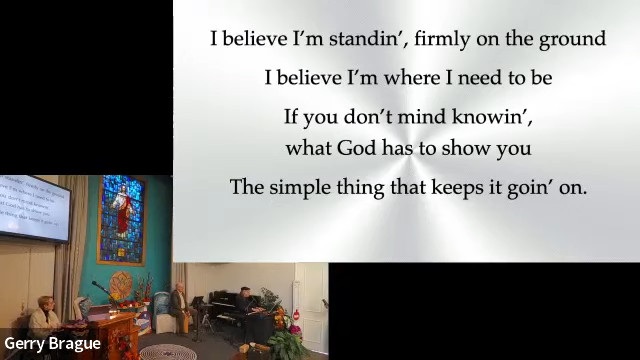 I believe I'm standin', firmly on the ground
I believe I'm where I need to be
If you don't mind knowin',
what God has to show you
The simple thing that keeps it goin' on.
Gerry Brague